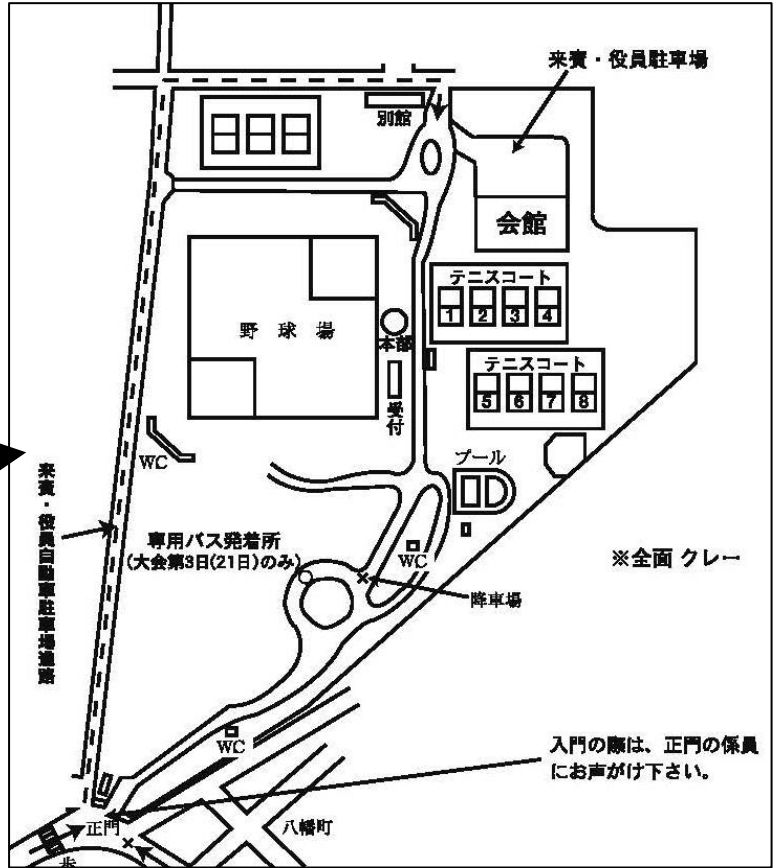 来賓・役員駐車場
別館
会館
テニスコート
1 2 3 4
野球場
本部
テニスコート
5 6 7 8
受付
WC
プール
来賓・役員自動車駐車場通路
専用バス発着所
(大会第3日(21日)のみ)
WC
※全面 クレー
降車場
WC
入門の際は、正門の係員
にお声がけ下さい。
正門
八幡町
歩